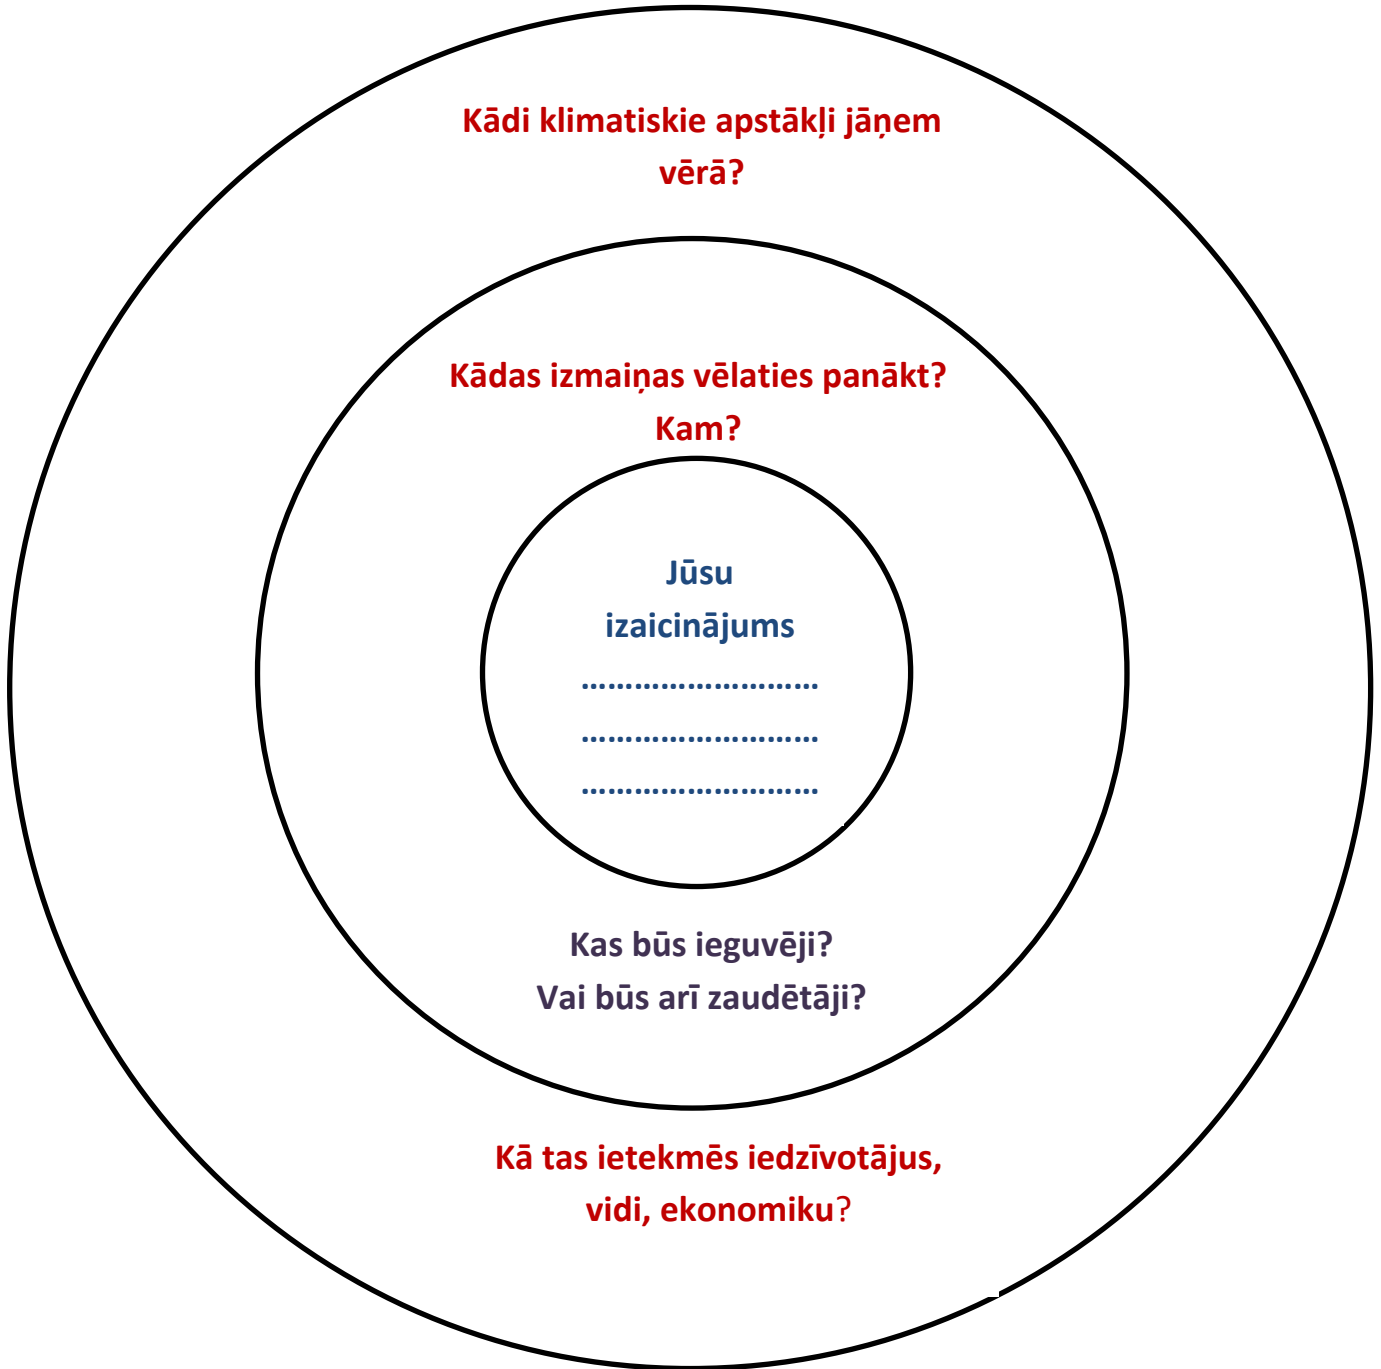 Kādi klimatiskie apstākļi jāņem
vērā?
Kādas izmaiņas vēlaties panākt?
Kam?
Jūsu
izaicinājums
………………………
………………………
………………………
Kas būs ieguvēji?
Vai būs arī zaudētāji?
Kā tas ietekmēs iedzīvotājus,
vidi, ekonomiku?